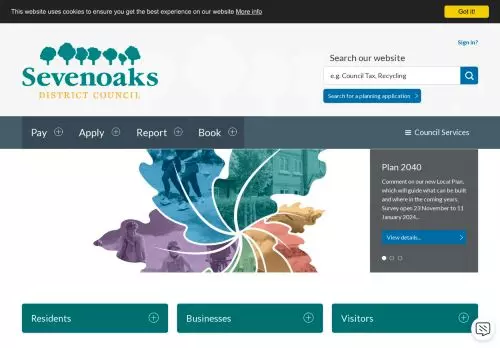 This website uses cookies to ensure you get the best experience on our website More info
Got it!
Sevenoaks
DISTRICT COUNCIL
Sign in?
Search our website
e.g. Council Tax, Recycling
Search for a planning application
Pay
Apply
Report
Book
Council Services
Plan 2040
Comment on our new Local Plan,
which will guide what can be built
and where in the coming years.
Survey opes 23 November to 11
January 2024...
View details...
Residents
Businesses
Visitors